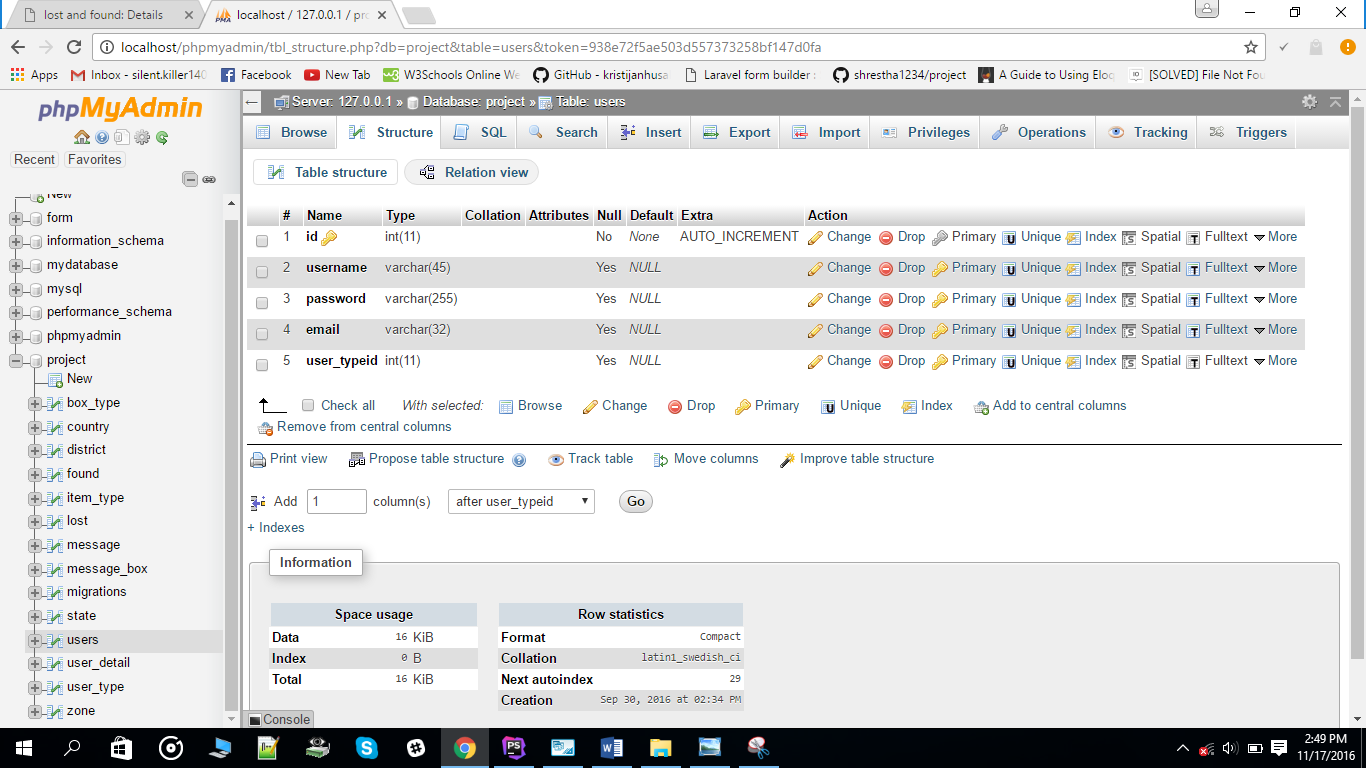 lost and found: Details
localhost / 127.0.0.1 / pro
localhost/phpmyadmin/tbl_structure.php?db=project&table=users&token=938e72f5ae503d557373258bf147d0fa
Apps
Inbox - silent.killer140
Facebook
New Tab
W3Schools Online We
GitHub - kristijanhusa
Laravel form builder :
shrestha1234/project
A Guide to Using Eloq
[SOLVED] File Not Fou
phpMyAdmin
Recent Favorites
New
form
information_schema
mydatabase
mysql
performance_schema
phpmyadmin
project
New
box_type
country
district
found
item_type
lost
message
message_box
migrations
state
users
user_detail
user_type
zone
Server: 127.0.0.1 » Database: project » Table: users
Browse Structure SQL Search Insert Export Import Privileges Operations Tracking Triggers
Table structure Relation view
# Name Type Collation Attributes Null Default Extra Action
1 id int(11) No None AUTO_INCREMENT Change Drop Primary Unique Index Spatial Fulltext More
2 username varchar(45) Yes NULL Change Drop Primary Unique Index Spatial Fulltext More
3 password varchar(255) Yes NULL Change Drop Primary Unique Index Spatial Fulltext More
4 email varchar(32) Yes NULL Change Drop Primary Unique Index Spatial Fulltext More
5 user_typeid int(11) Yes NULL Change Drop Primary Unique Index Spatial Fulltext More
Check all With selected: Browse Change Drop Primary Unique Index Add to central columns
Remove from central columns
Print view Propose table structure Track table Move columns Improve table structure
Add 1 column(s) after user_typeid Go
+ Indexes
Information
Space usage
Data 16 KiB
Index 0 B
Total 16 KiB
Row statistics
Format Compact
Collation latin1_swedish_ci
Next autoindex 29
Creation Sep 30, 2016 at 02:34 PM
Console
2:49 PM
11/17/2016